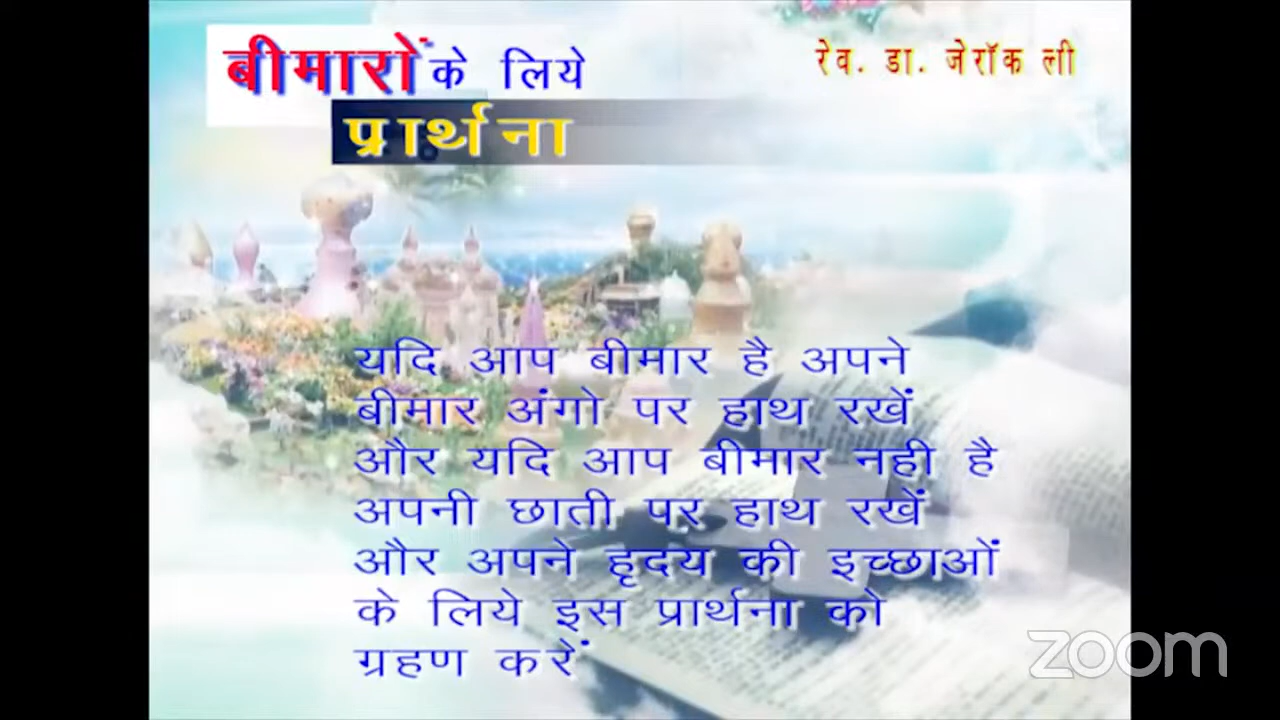 बीमारों के लिये
प्रार्थना
रेव. डा. जेरॉक ली
यदि आप बीमार है अपने
बीमार अंगो पर हाथ रखें
और यदि आप बीमार नही है
अपनी छाती पर हाथ रखें
और अपने हृदय की इच्छाओं
के लिये इस प्रार्थना को
ग्रहण करें
zoom